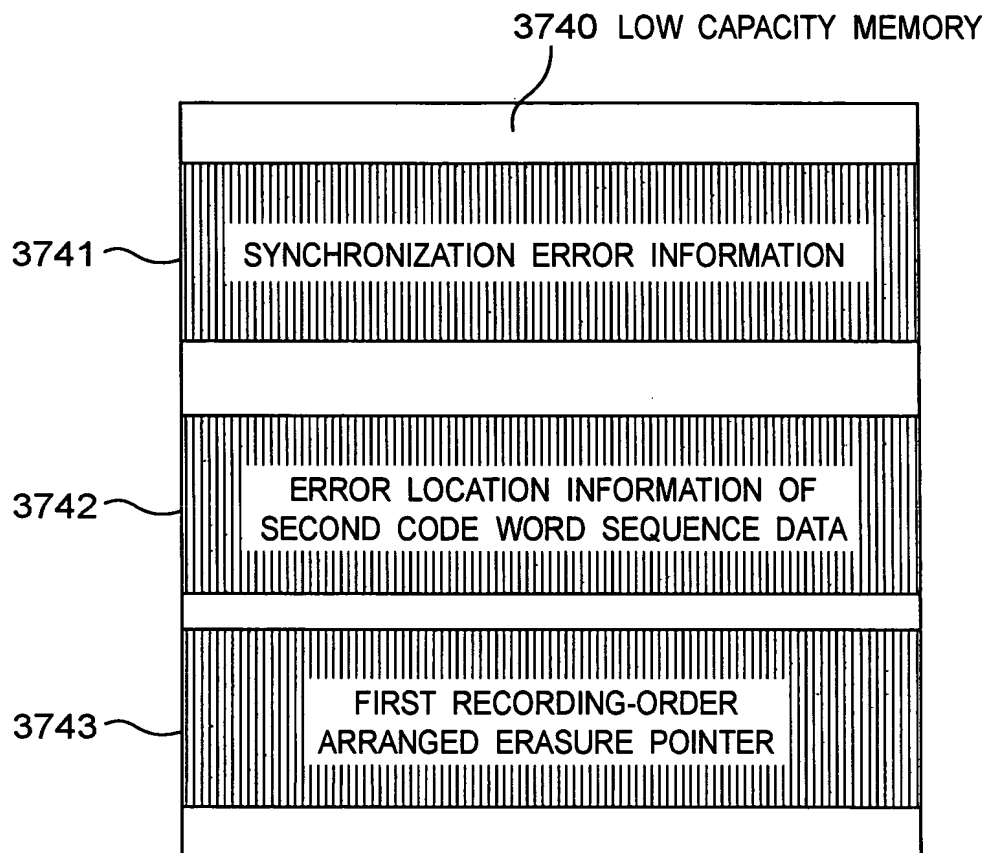 3740 LOW CAPACITY MEMORY
3741
SYNCHRONIZATION ERROR INFORMATION
3742
ERROR LOCATION INFORMATION OF
SECOND CODE WORD SEQUENCE DATA
3743
FIRST RECORDING-ORDER
ARRANGED ERASURE POINTER